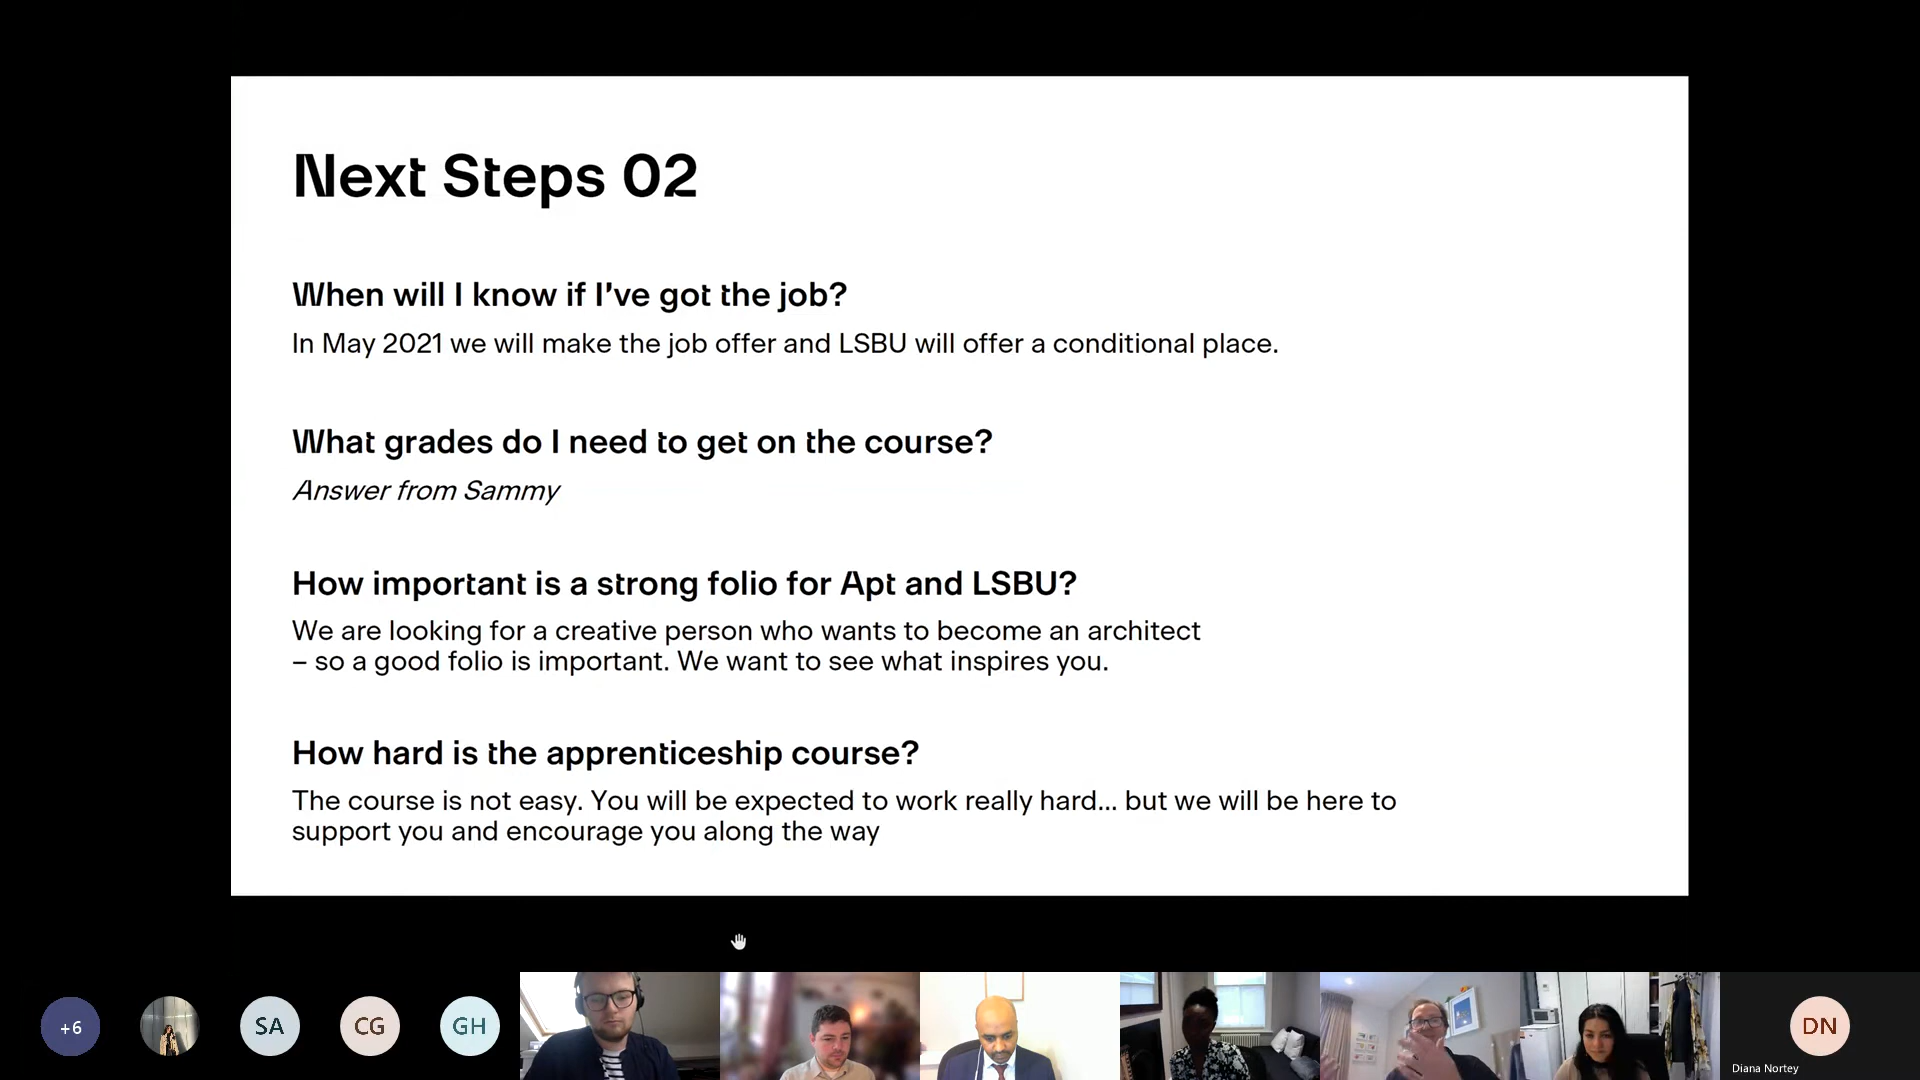 Next Steps 02
When will I know if I've got the job?
In May 2021 we will make the job offer and LSBU will offer a conditional place.
What grades do I need to get on the course?
Answer from Sammy
How important is a strong folio for Apt and LSBU?
We are looking for a creative person who wants to become an architect
– so a good folio is important. We want to see what inspires you.
How hard is the apprenticeship course?
The course is not easy. You will be expected to work really hard... but we will be here to
support you and encourage you along the way
+6
SA
CG
GH
DN
Diana Nortey